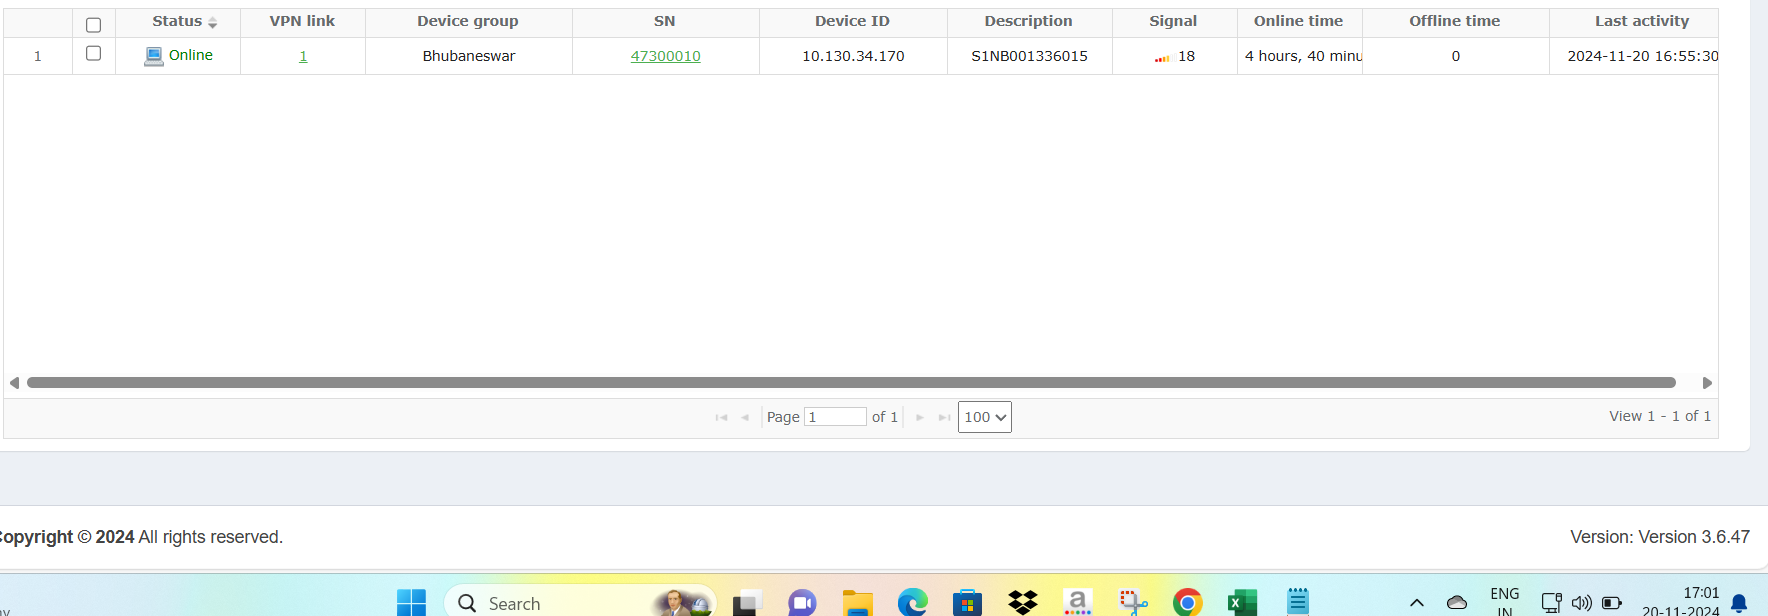 Status VPN link Device group SN Device ID Description Signal Online time Offline time Last activity
1 Online 1 Bhubaneswar 47300010 10.130.34.170 S1NB001336015 18 4 hours, 40 minu 0 2024-11-20 16:55:30
Page 1 of 1 100 View 1 - 1 of 1
opyright © 2024 All rights reserved. Version: Version 3.6.47
Search a ENG 17:01
IN 20-11-2024